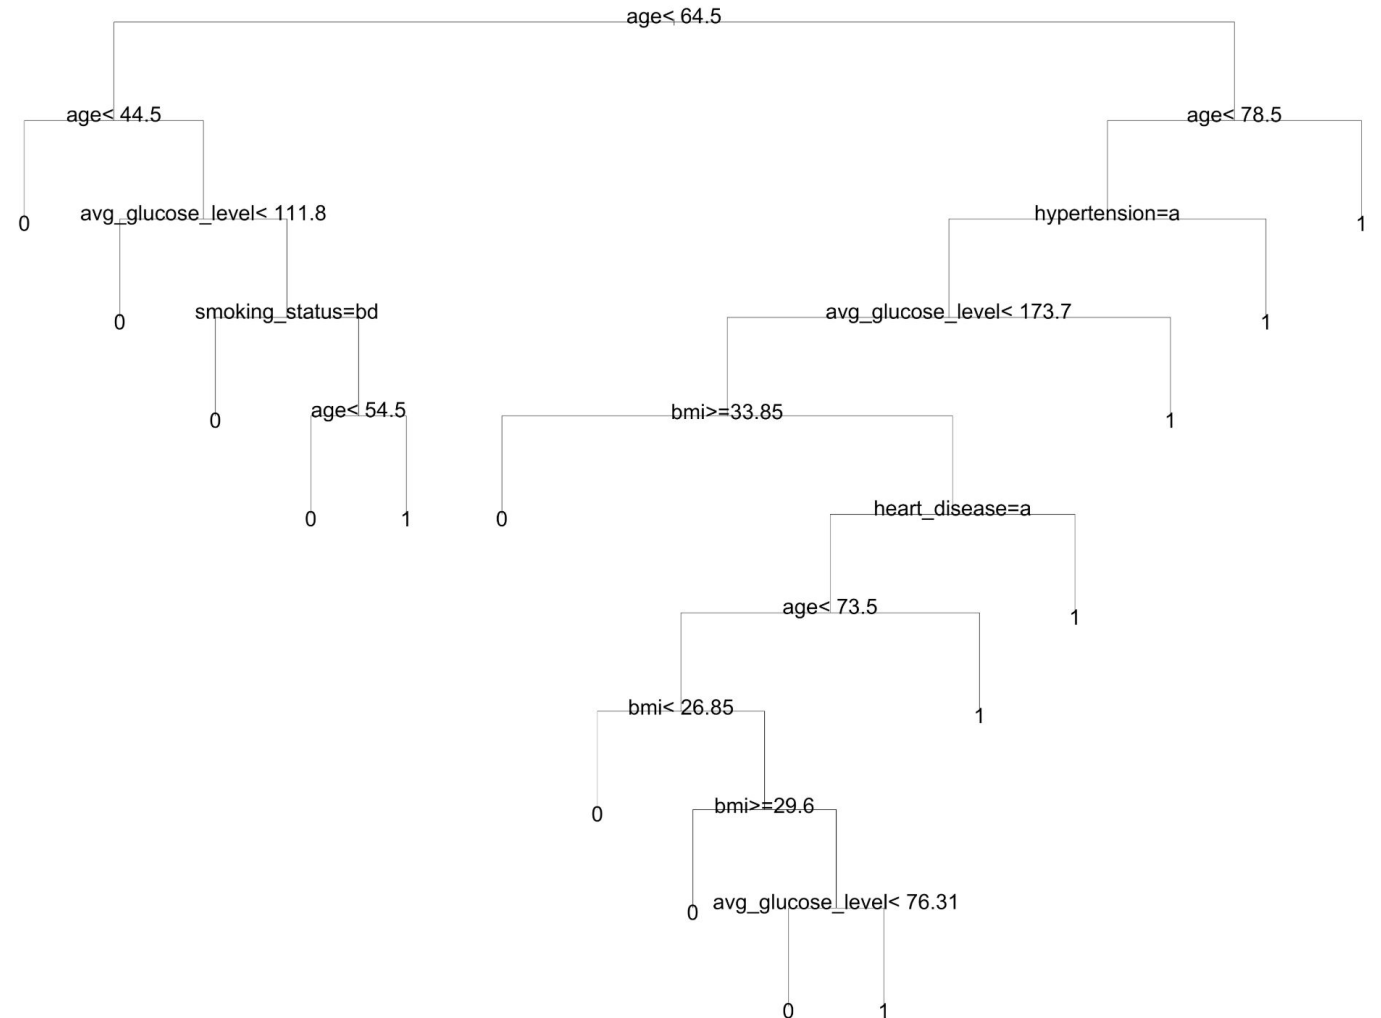 age< 64.5
age< 44.5
age< 78.5
0
avg_glucose_level< 111.8
hypertension=a
1
0
smoking_status=bd
avg_glucose_level< 173.7
1
0
age< 54.5
bmi>=33.85
1
0
1
0
heart_disease=a
age< 73.5
1
bmi< 26.85
1
0
bmi>=29.6
0
avg_glucose_level< 76.31
0
1